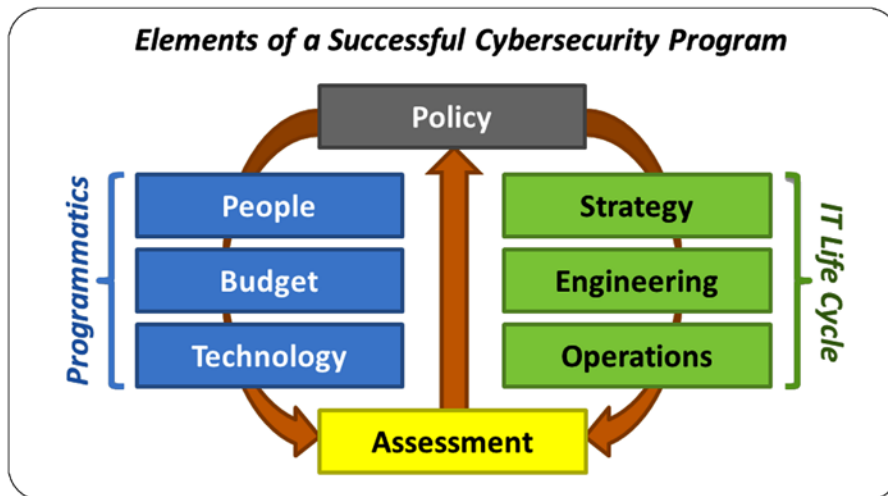 Elements of a Successful Cybersecurity Program
Policy
Programmatics
People
Budget
Technology
Strategy
Engineering
Operations
IT Life Cycle
Assessment